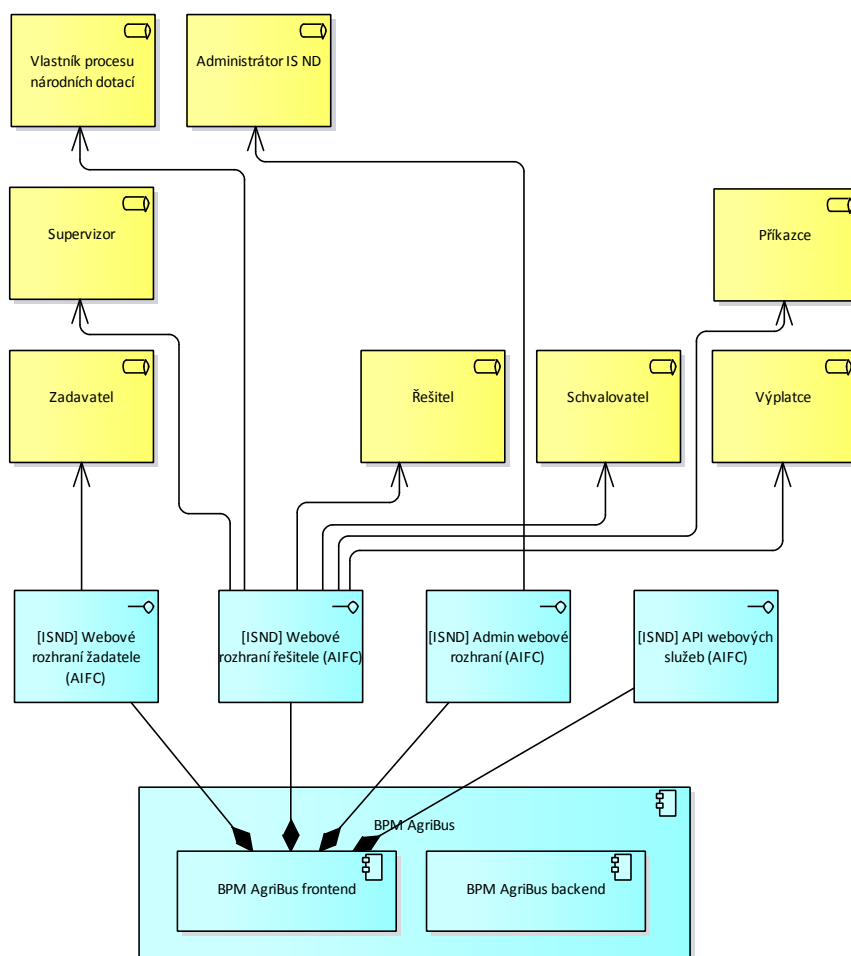 Vlastník procesu
národních dotací
Administrátor IS ND
Supervizor
Příkazce
Zadavatel
Řešitel
Schvalovatel
Výplatce
[ISND] Webové
rozhraní žadatele
(AIFC)
[ISND] Webové
rozhraní řešitele (AIFC)
[ISND] Admin webové
rozhraní (AIFC)
[ISND] API webových
služeb (AIFC)
BPM AgriBus
BPM AgriBus frontend
BPM AgriBus backend